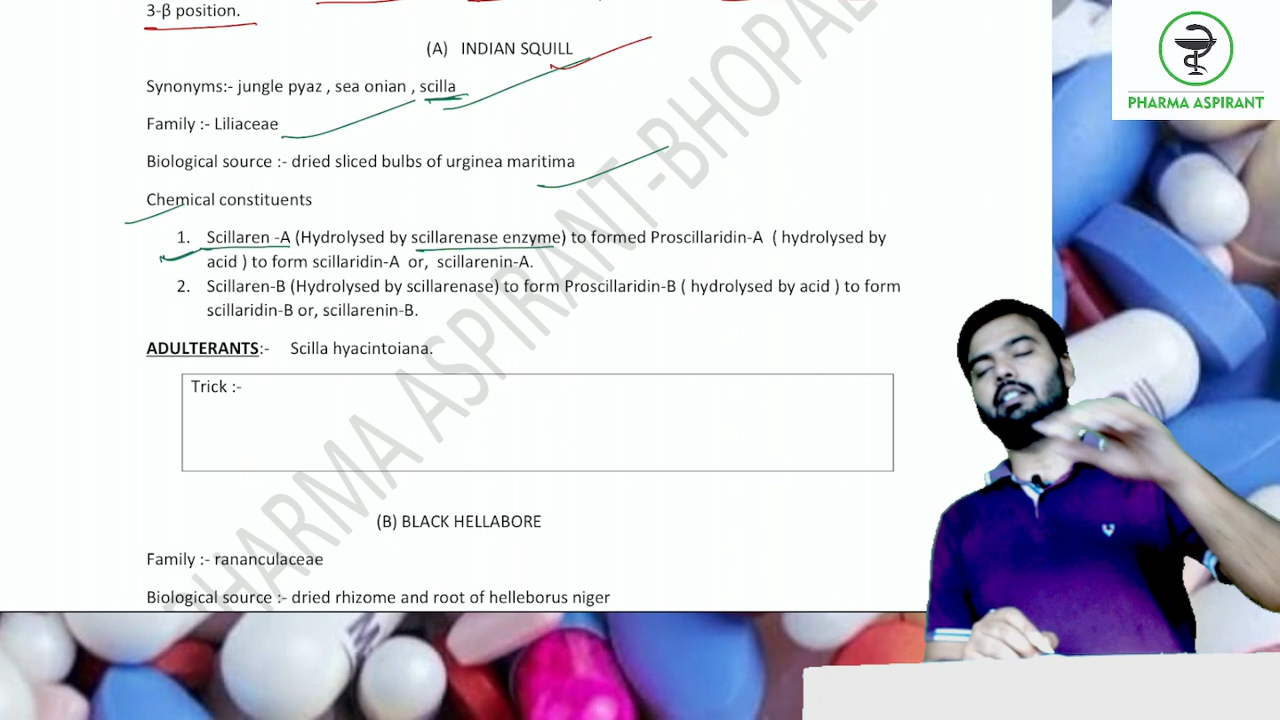 3-β position.
(A) INDIAN SQUILL
Synonyms:- jungle pyaz , sea onian , scilla
Family :- Liliaceae
Biological source :- dried sliced bulbs of urginea maritima
Chemical constituents
1. Scillaren -A (Hydrolysed by scillarenase enzyme) to formed Proscillaridin-A ( hydrolysed by
acid ) to form scillaridin-A or, scillarenin-A.
2. Scillaren-B (Hydrolysed by scillarenase) to form Proscillaridin-B ( hydrolysed by acid ) to form
scillaridin-B or, scillarenin-B.
ADULTERANTS:- Scilla hyacintoiana.
Trick :-
(B) BLACK HELLABORE
Family :- rananculaceae
Biological source :- dried rhizome and root of helleborus niger
PHARMA ASPIRANT-BHOPAL
PHARMA ASPIRANT